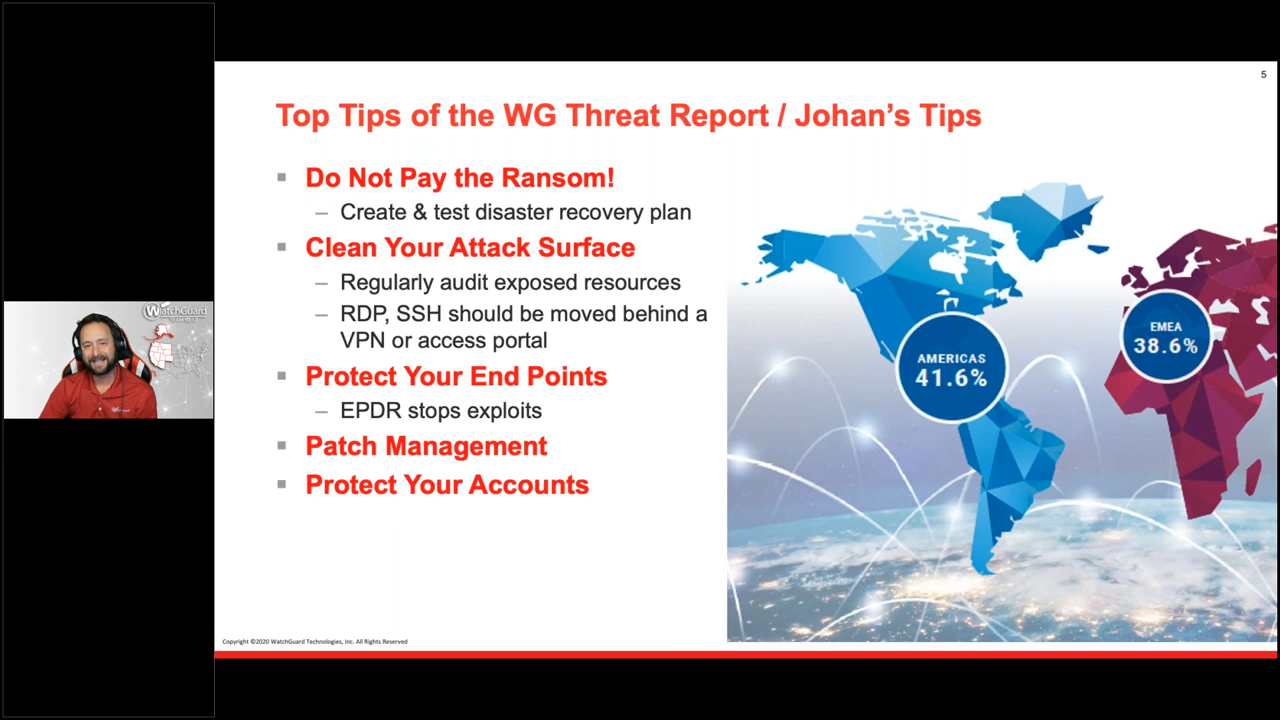 5
Top Tips of the WG Threat Report / Johan's Tips
Do Not Pay the Ransom!
– Create & test disaster recovery plan
Clean Your Attack Surface
– Regularly audit exposed resources
– RDP, SSH should be moved behind a
VPN or access portal
Protect Your End Points
– EPDR stops exploits
Patch Management
Protect Your Accounts
AMERICAS
41.6%
EMEA
38.6%
WatchGuard
Copyright ©2020 WatchGuard Technologies, Inc. All Rights Reserved